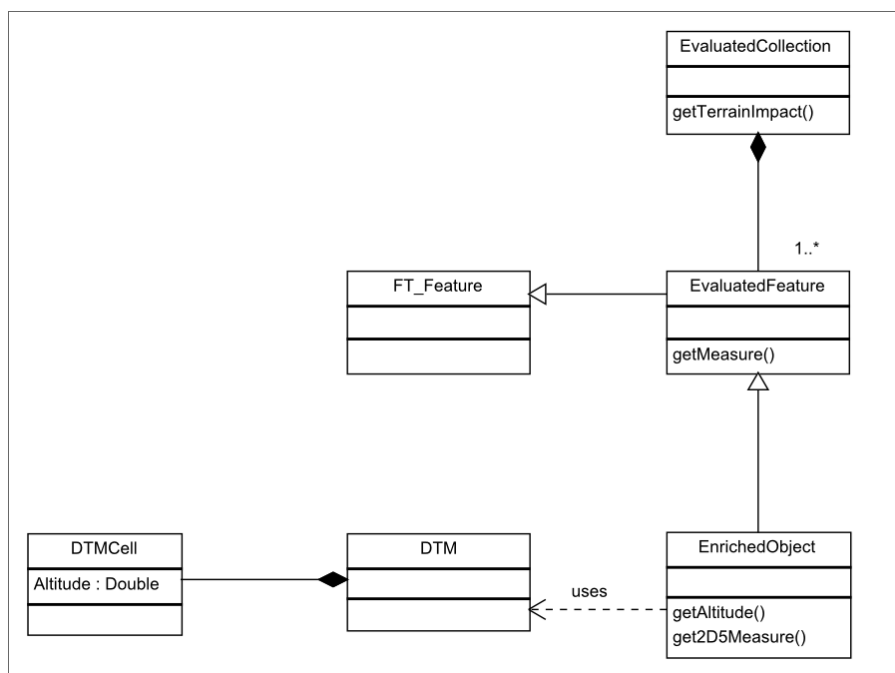 EvaluatedCollection
getTerrainImpact()
1..*
FT_Feature
EvaluatedFeature
getMeasure()
DTMCell
Altitude : Double
DTM
uses
EnrichedObject
getAltitude()
get2D5Measure()